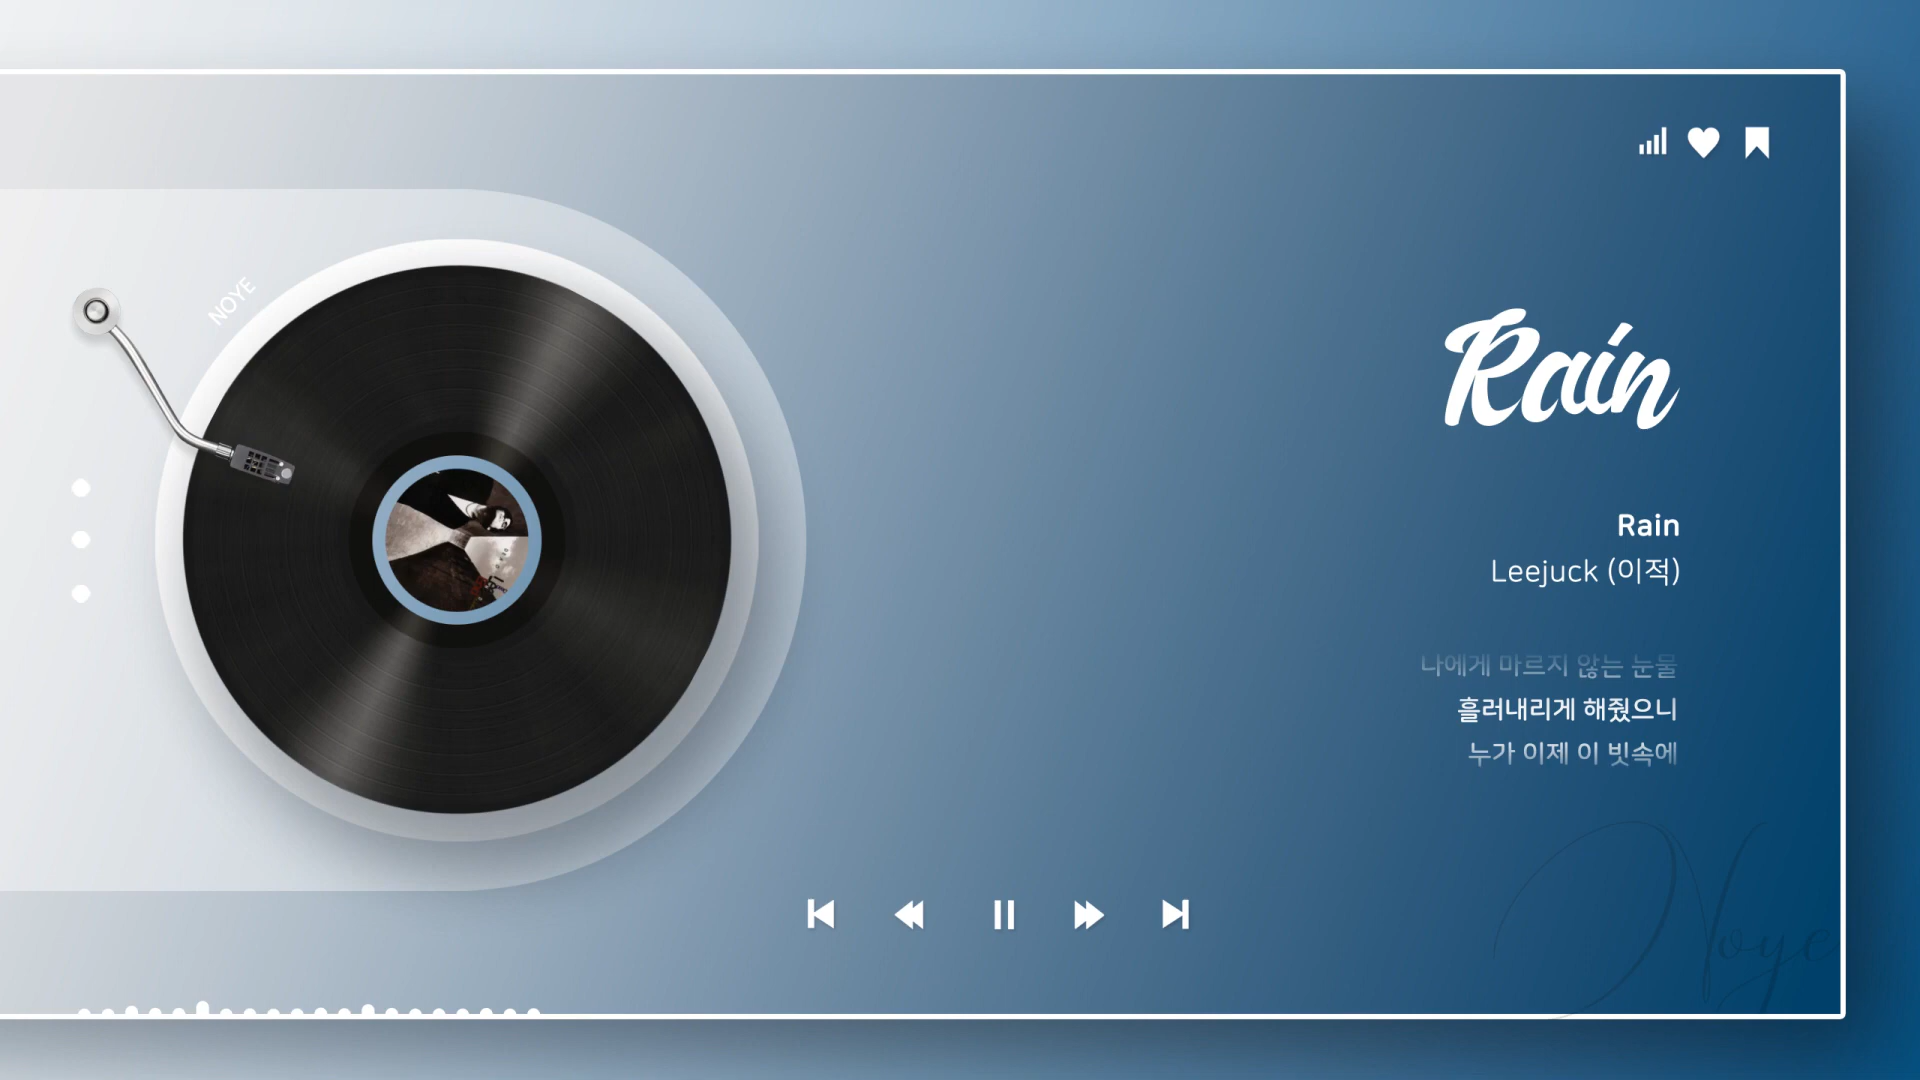 NOYE
Rain
Rain
Leejuck (이적)
나에게 마르지 않는 눈물
흘러내리게 해줬으니
누가 이제 이 빗속에
Noye